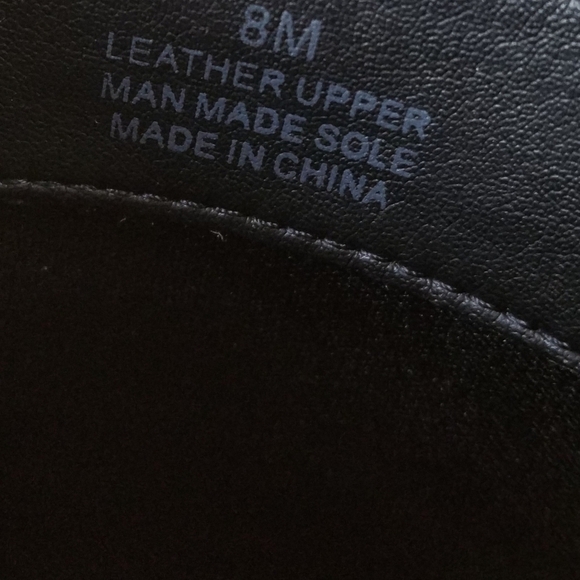 8M
LEATHER UPPER
MAN MADE SOLE
MADE IN CHINA